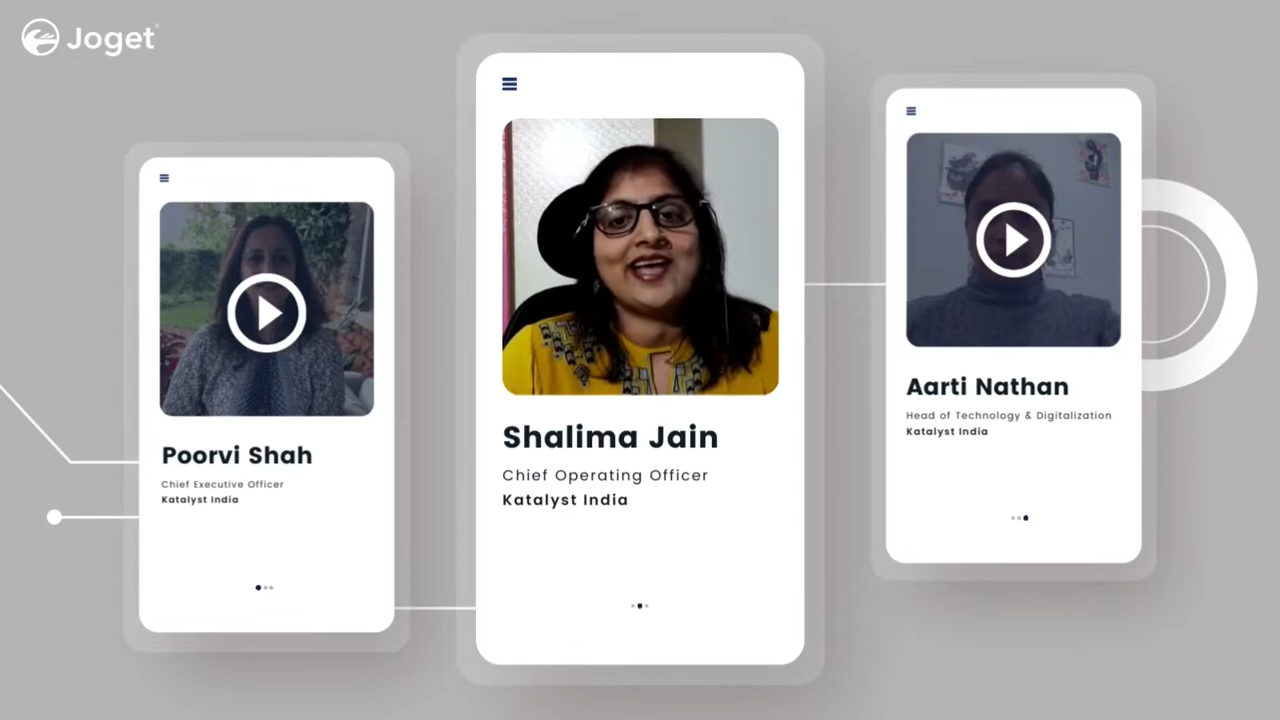 Joget
Poorvi Shah
Chief Executive Officer
Katalyst India
Shalima Jain
Chief Operating Officer
Katalyst India
Aarti Nathan
Head of Technology & Digitalization
Katalyst India